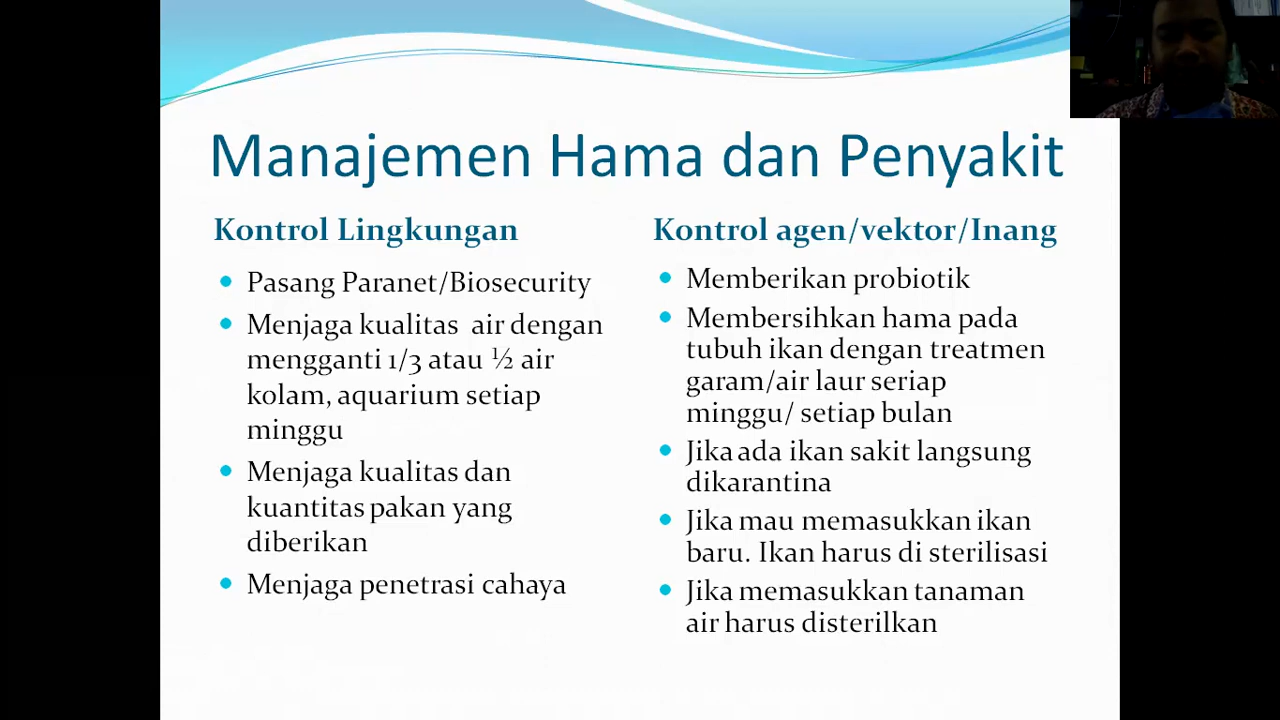 Manajemen Hama dan Penyakit
Kontrol Lingkungan
Pasang Paranet/Biosecurity
Menjaga kualitas air dengan
mengganti 1/3 atau ½ air
kolam, aquarium setiap
minggu
Menjaga kualitas dan
kuantitas pakan yang
diberikan
Menjaga penetrasi cahaya
Kontrol agen/vektor/Inang
Memberikan probiotik
Membersihkan hama pada
tubuh ikan dengan treatmen
garam/air laur seriap
minggu/ setiap bulan
Jika ada ikan sakit langsung
dikarantina
Jika mau memasukkan ikan
baru. Ikan harus di sterilisasi
Jika memasukkan tanaman
air harus disterilkan